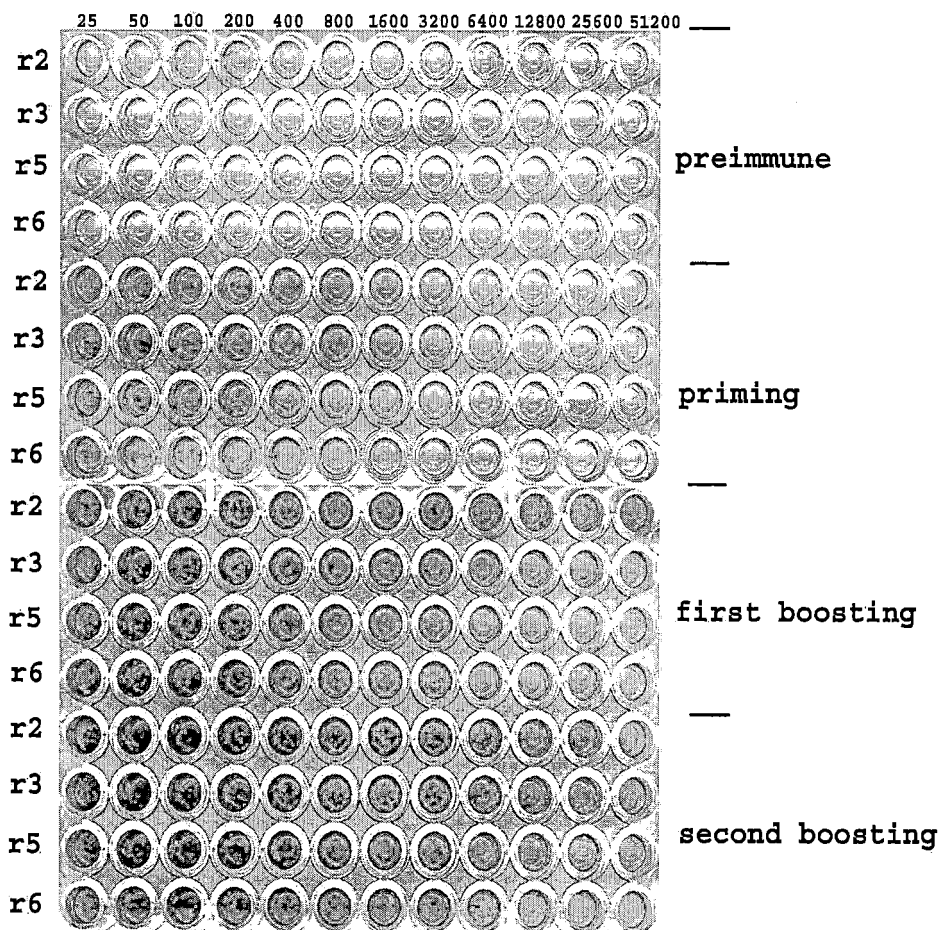 25 50 100 200 400 800 1600 3200 6400 12800 25600 51200
r2
r3
r5 preimmune
r6
r2
r3
r5 priming
r6
r2
r3
r5 first boosting
r6
r2
r3
r5 second boosting
r6